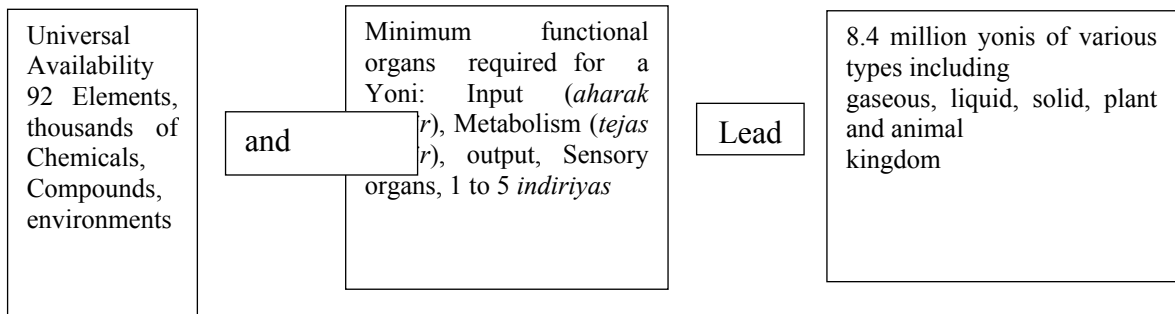 Universal
Availability
92 Elements,
thousands of
Chemicals,
Compounds,
environments
and
Minimum functional
organs required for a
Yoni: Input (aharak
r), Metabolism (tejas
r), output, Sensory
organs, 1 to 5 indiriyas
Lead
8.4 million yonis of various
types including
gaseous, liquid, solid, plant
and animal
kingdom